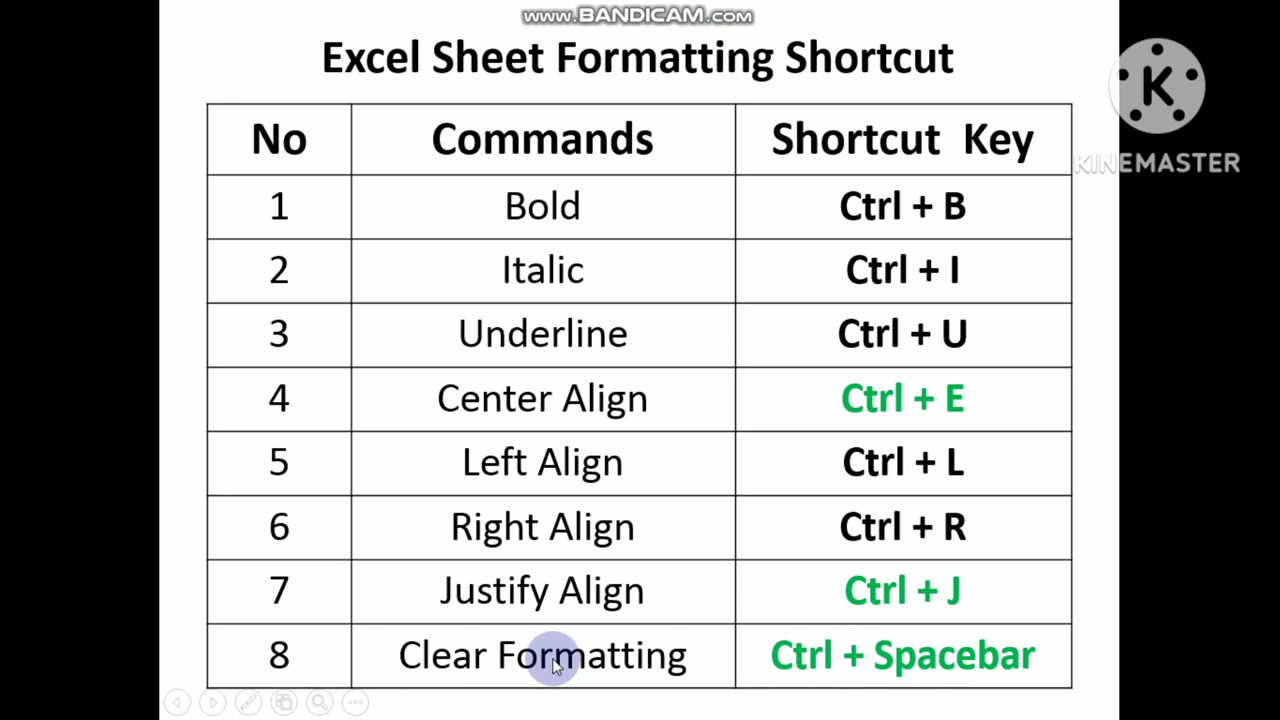 www.BANDICAM.com
Excel Sheet Formatting Shortcut
K
KINEMASTER
No Commands Shortcut Key
1 Bold Ctrl + B
2 Italic Ctrl + I
3 Underline Ctrl + U
4 Center Align Ctrl + E
5 Left Align Ctrl + L
6 Right Align Ctrl + R
7 Justify Align Ctrl + J
8 Clear Formatting Ctrl + Spacebar